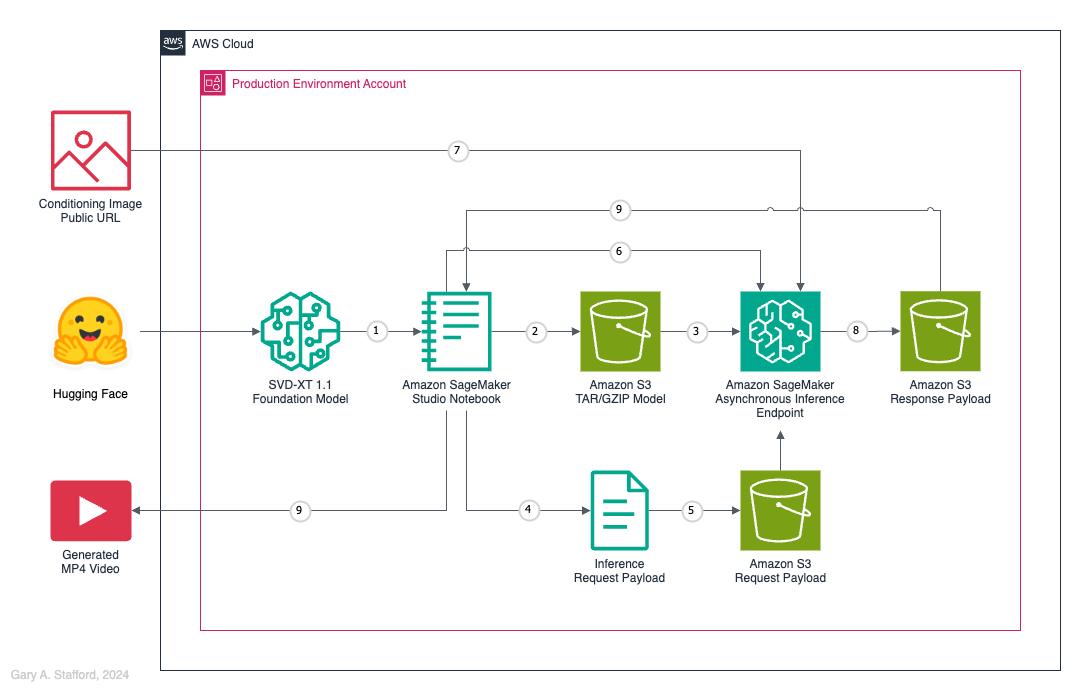 aws
AWS Cloud
Production Environment Account
7
Conditioning Image
Public URL
9
6
1
2
3
8
Hugging Face
SVD-XT 1.1
Foundation Model
Amazon SageMaker
Studio Notebook
Amazon S3
TAR/GZIP Model
Amazon SageMaker
Asynchronous Inference
Endpoint
Amazon S3
Response Payload
9
4
5
Generated
MP4 Video
Inference
Request Payload
Amazon S3
Request Payload
Gary A. Stafford, 2024